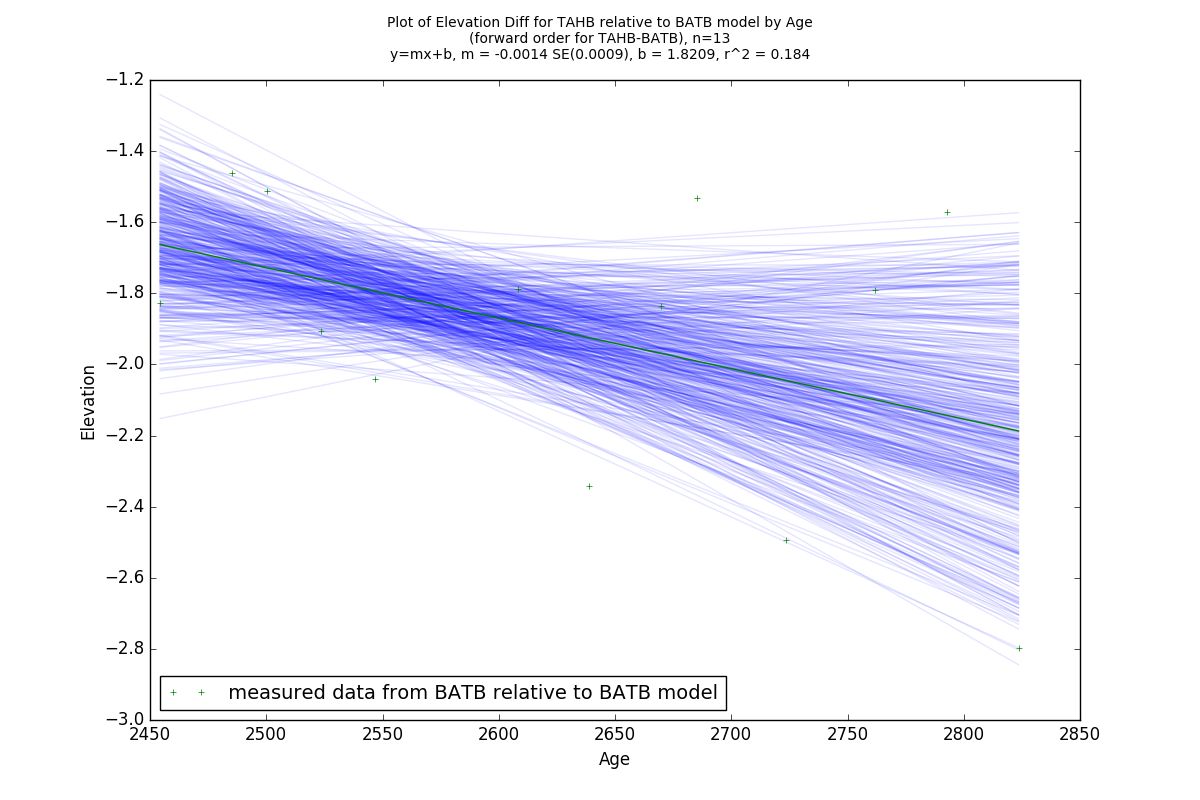 Plot of Elevation Diff for TAHB relative to BATB model by Age
(forward order for TAHB-BATB), n=13
y=mx+b, m = -0.0014 SE(0.0009), b = 1.8209, r^2 = 0.184
−1.2
−1.4
−1.6
−1.8
−2.0
−2.2
−2.4
−2.6
−2.8
−3.0
Elevation
measured data from BATB relative to BATB model
2450 2500 2550 2600 2650 2700 2750 2800 2850
Age